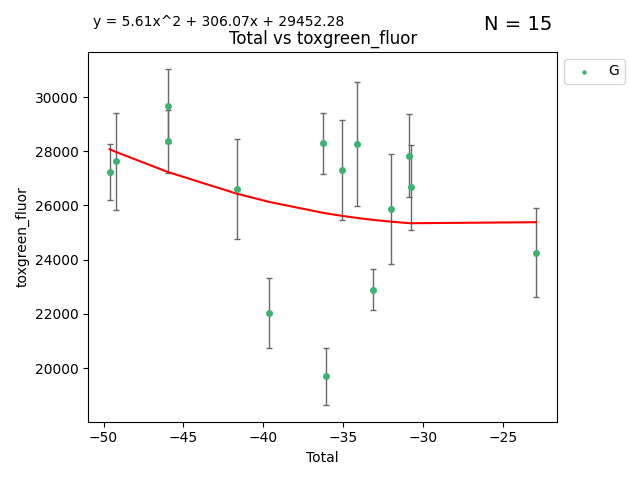 y = 5.61x^2 + 306.07x + 29452.28
N = 15
Total vs toxgreen_fluor
G
30000
28000
26000
24000
22000
20000
toxgreen_fluor
−50
−45
−40
−35
−30
−25
Total